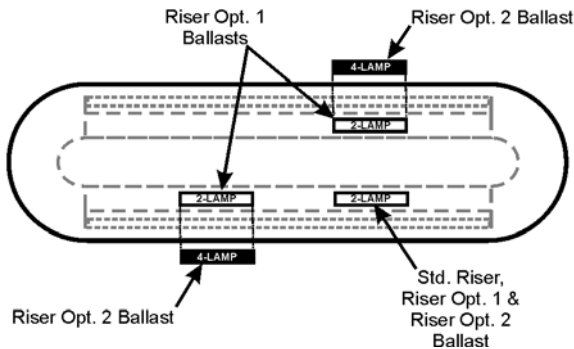 Riser Opt. 1
Ballasts
Riser Opt. 2 Ballast
4-LAMP
2-LAMP
2-LAMP
2-LAMP
4-LAMP
Riser Opt. 2 Ballast
Std. Riser,
Riser Opt. 1 &
Riser Opt. 2
Ballast